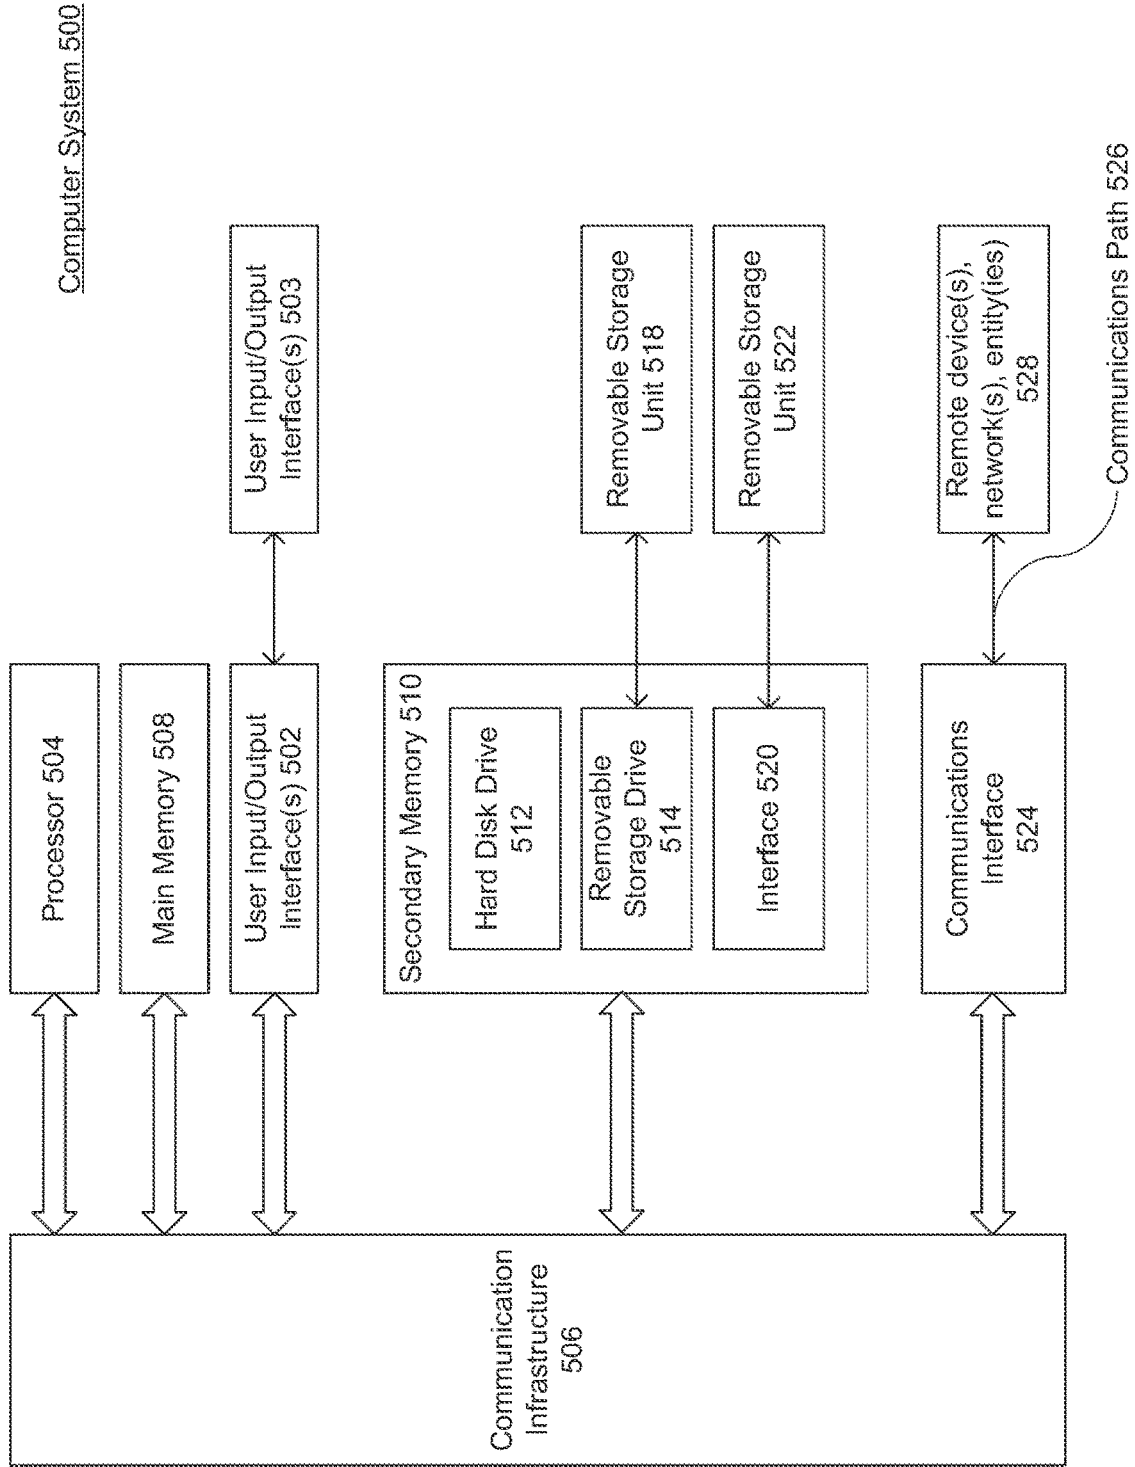 Computer System 500
Processor 504
Main Memory 508
User Input/Output
Interface(s) 502
User Input/Output
Interface(s) 503
Communication
Infrastructure
506
Secondary Memory 510
Hard Disk Drive
512
Removable
Storage Drive
514
Removable Storage
Unit 518
Interface 520
Removable Storage
Unit 522
Communications
Interface
524
Remote device(s),
network(s), entity(ies)
528
Communications Path 526